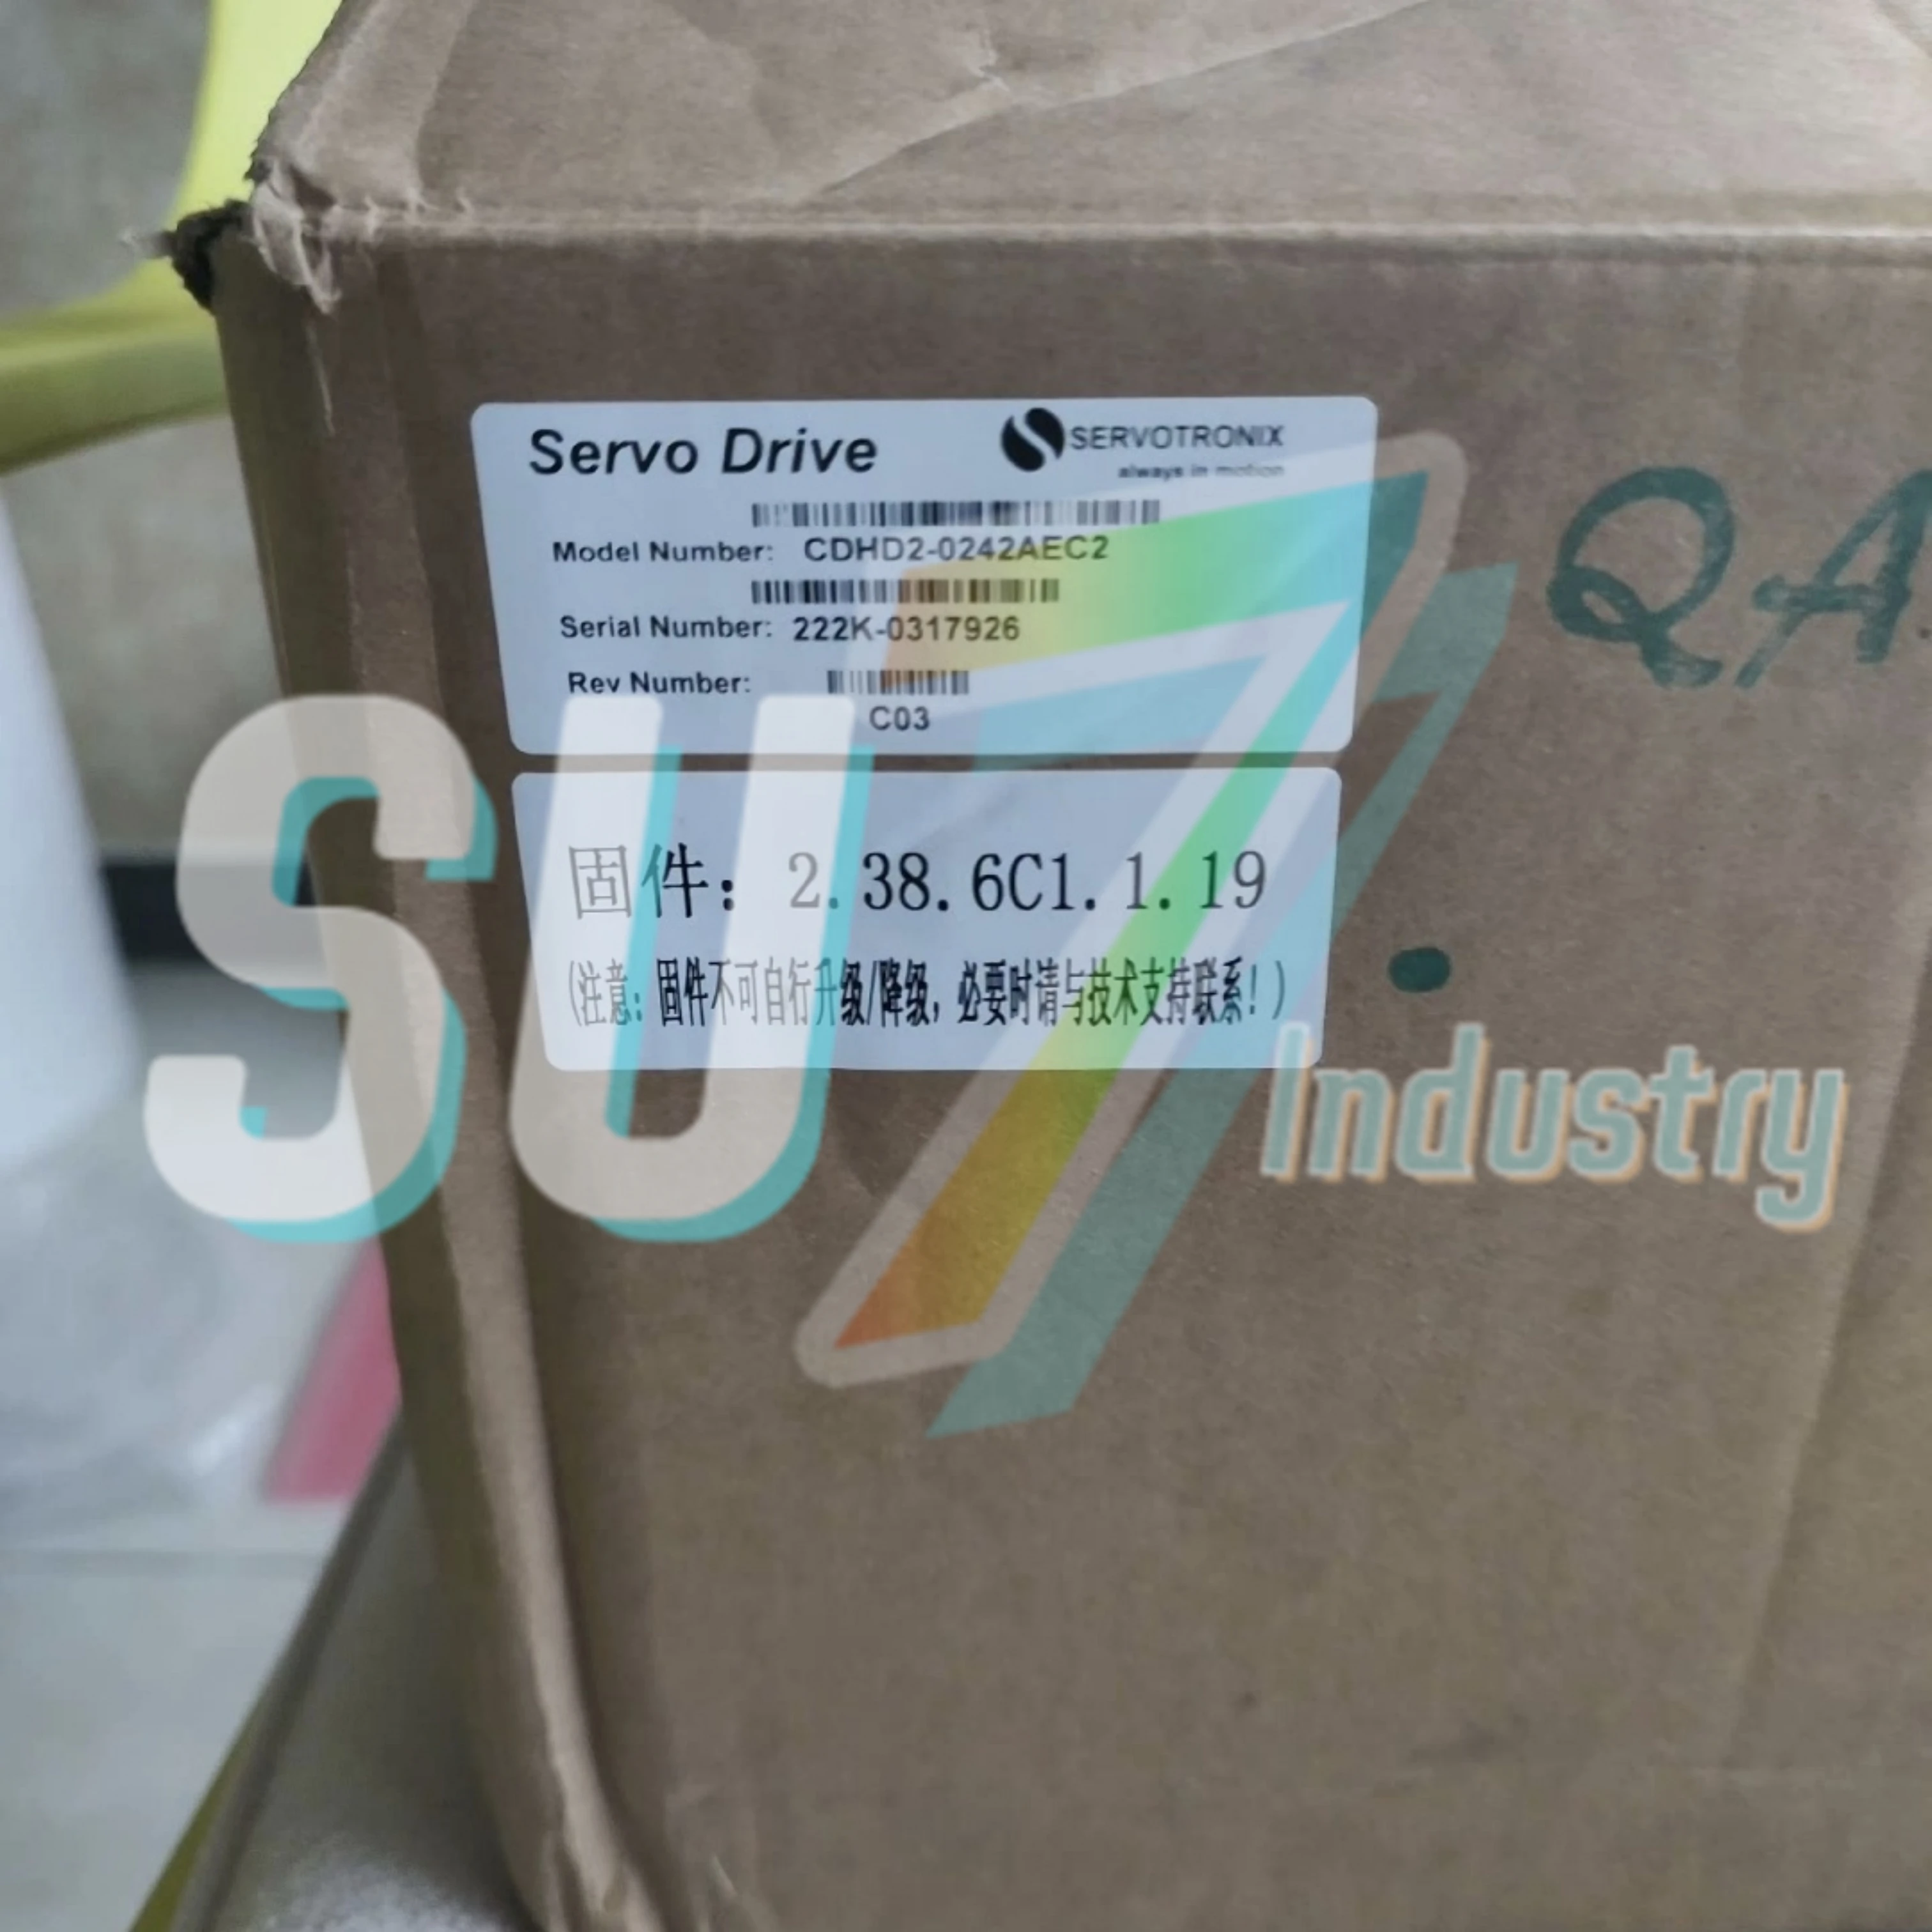 Servo Drive
SERVOTRONIX
always in motion
Model Number: CDHD2-0242AEC2
Serial Number: 222K-0317926
Rev Number:
C03
QA.
固件：2.38.6C1.1.19
(注意：固件不可自行升级/降级，必要时请与技术支持联系！)
SU7
Industry